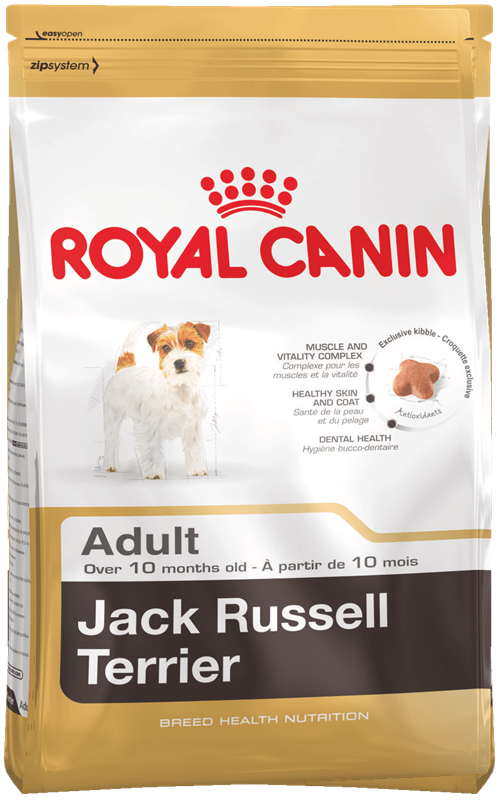 easyopen
zipsystem
ROYAL CANIN
MUSCLE AND
VITALITY COMPLEX
Complexe pour les
muscles et la vitalité
HEALTHY SKIN
AND COAT
Santé de la peau
et du pelage
DENTAL HEALTH
Hygiène bucco-dentaire
Exclusive kibble - Croquette exclusive
Antioxidants
Adult
Over 10 months old - À partir de 10 mois
Jack Russell
Terrier
BREED HEALTH NUTRITION